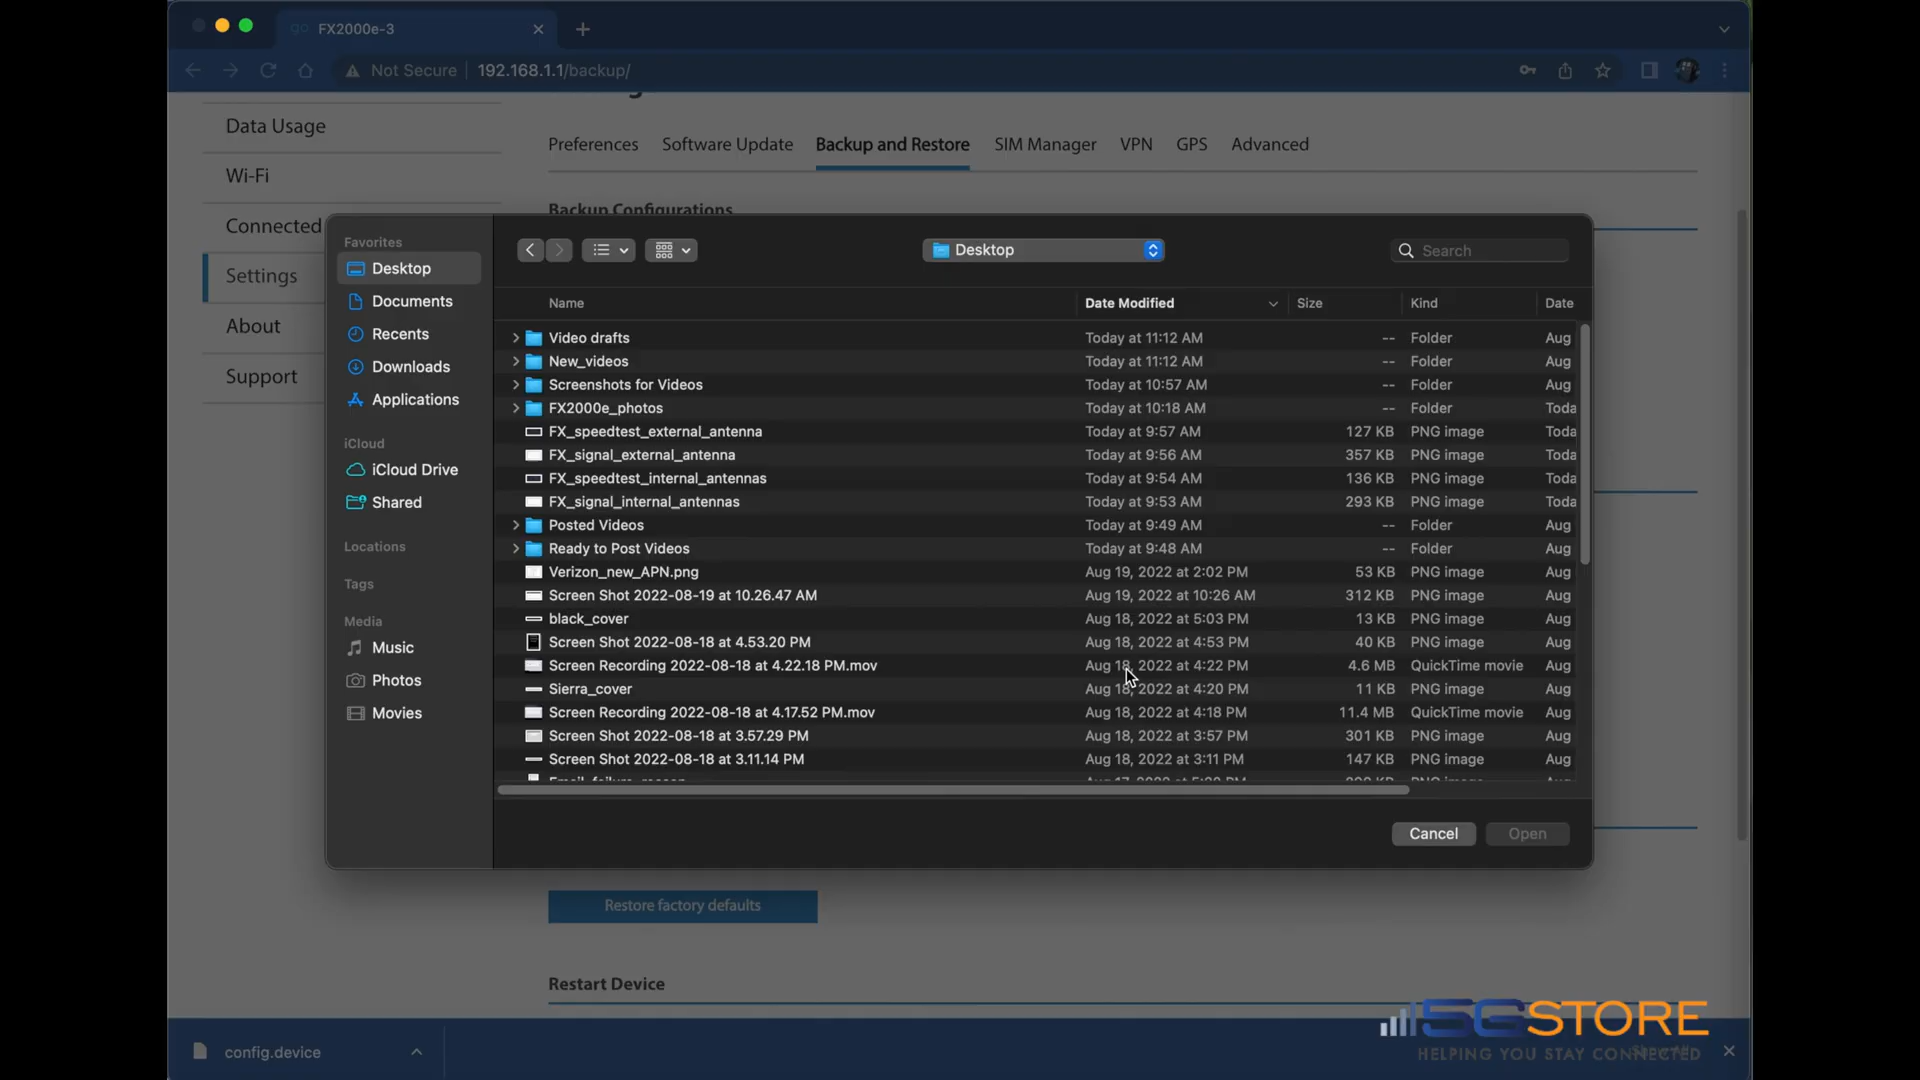 FX2000e-3
Not Secure 192.168.1.1/backup/
Data Usage
Wi-Fi
Connected
Settings
About
Support
Preferences Software Update Backup and Restore SIM Manager VPN GPS Advanced
Backup Configurations
Favorites
Desktop
Documents
Recents
Downloads
Applications
iCloud
iCloud Drive
Shared
Locations
Tags
Media
Music
Photos
Movies
Desktop
Search
Name Date Modified Size Kind Date
Video drafts Today at 11:12 AM -- Folder Aug
New_videos Today at 11:12 AM -- Folder Aug
Screenshots for Videos Today at 10:57 AM -- Folder Aug
FX2000e_photos Today at 10:18 AM -- Folder Toda
FX_speedtest_external_antenna Today at 9:57 AM 127 KB PNG image Toda
FX_signal_external_antenna Today at 9:56 AM 357 KB PNG image Toda
FX_speedtest_internal_antennas Today at 9:54 AM 136 KB PNG image Toda
FX_signal_internal_antennas Today at 9:53 AM 293 KB PNG image Toda
Posted Videos Today at 9:49 AM -- Folder Aug
Ready to Post Videos Today at 9:48 AM -- Folder Aug
Verizon_new_APN.png Aug 19, 2022 at 2:02 PM 53 KB PNG image Aug
Screen Shot 2022-08-19 at 10.26.47 AM Aug 19, 2022 at 10:26 AM 312 KB PNG image Aug
black_cover Aug 18, 2022 at 5:03 PM 13 KB PNG image Aug
Screen Shot 2022-08-18 at 4.53.20 PM Aug 18, 2022 at 4:53 PM 40 KB PNG image Aug
Screen Recording 2022-08-18 at 4.22.18 PM.mov Aug 18, 2022 at 4:22 PM 4.6 MB QuickTime movie Aug
Sierra_cover Aug 18, 2022 at 4:20 PM 11 KB PNG image Aug
Screen Recording 2022-08-18 at 4.17.52 PM.mov Aug 18, 2022 at 4:18 PM 11.4 MB QuickTime movie Aug
Screen Shot 2022-08-18 at 3.57.29 PM Aug 18, 2022 at 3:57 PM 301 KB PNG image Aug
Screen Shot 2022-08-18 at 3.11.14 PM Aug 18, 2022 at 3:11 PM 147 KB PNG image Aug
Cancel Open
Restore factory defaults
Restart Device
config.device
5GSTORE
HELPING YOU STAY CONNECTED